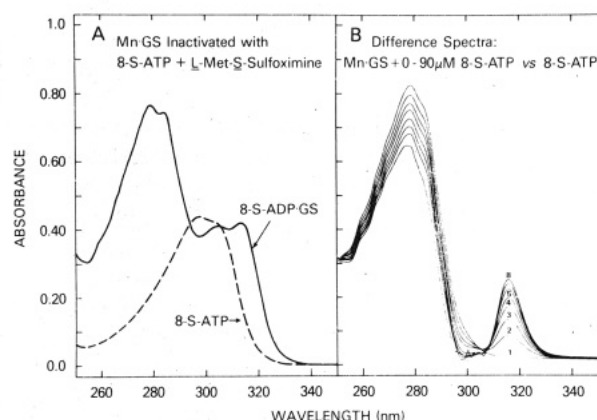 A
Mn·GS Inactivated with
8-S-ATP + L-Met-S-Sulfoximine
B
Difference Spectra:
Mn·GS + 0 - 90μM 8-S-ATP vs 8-S-ATP
ABSORBANCE
1.0
0.80
0.60
0.40
0.20
0.0
8-S-ADP·GS
8-S-ATP
8
5
4
3
2
1
260 280 300 320 340
260 280 300 320 340
WAVELENGTH (nm)